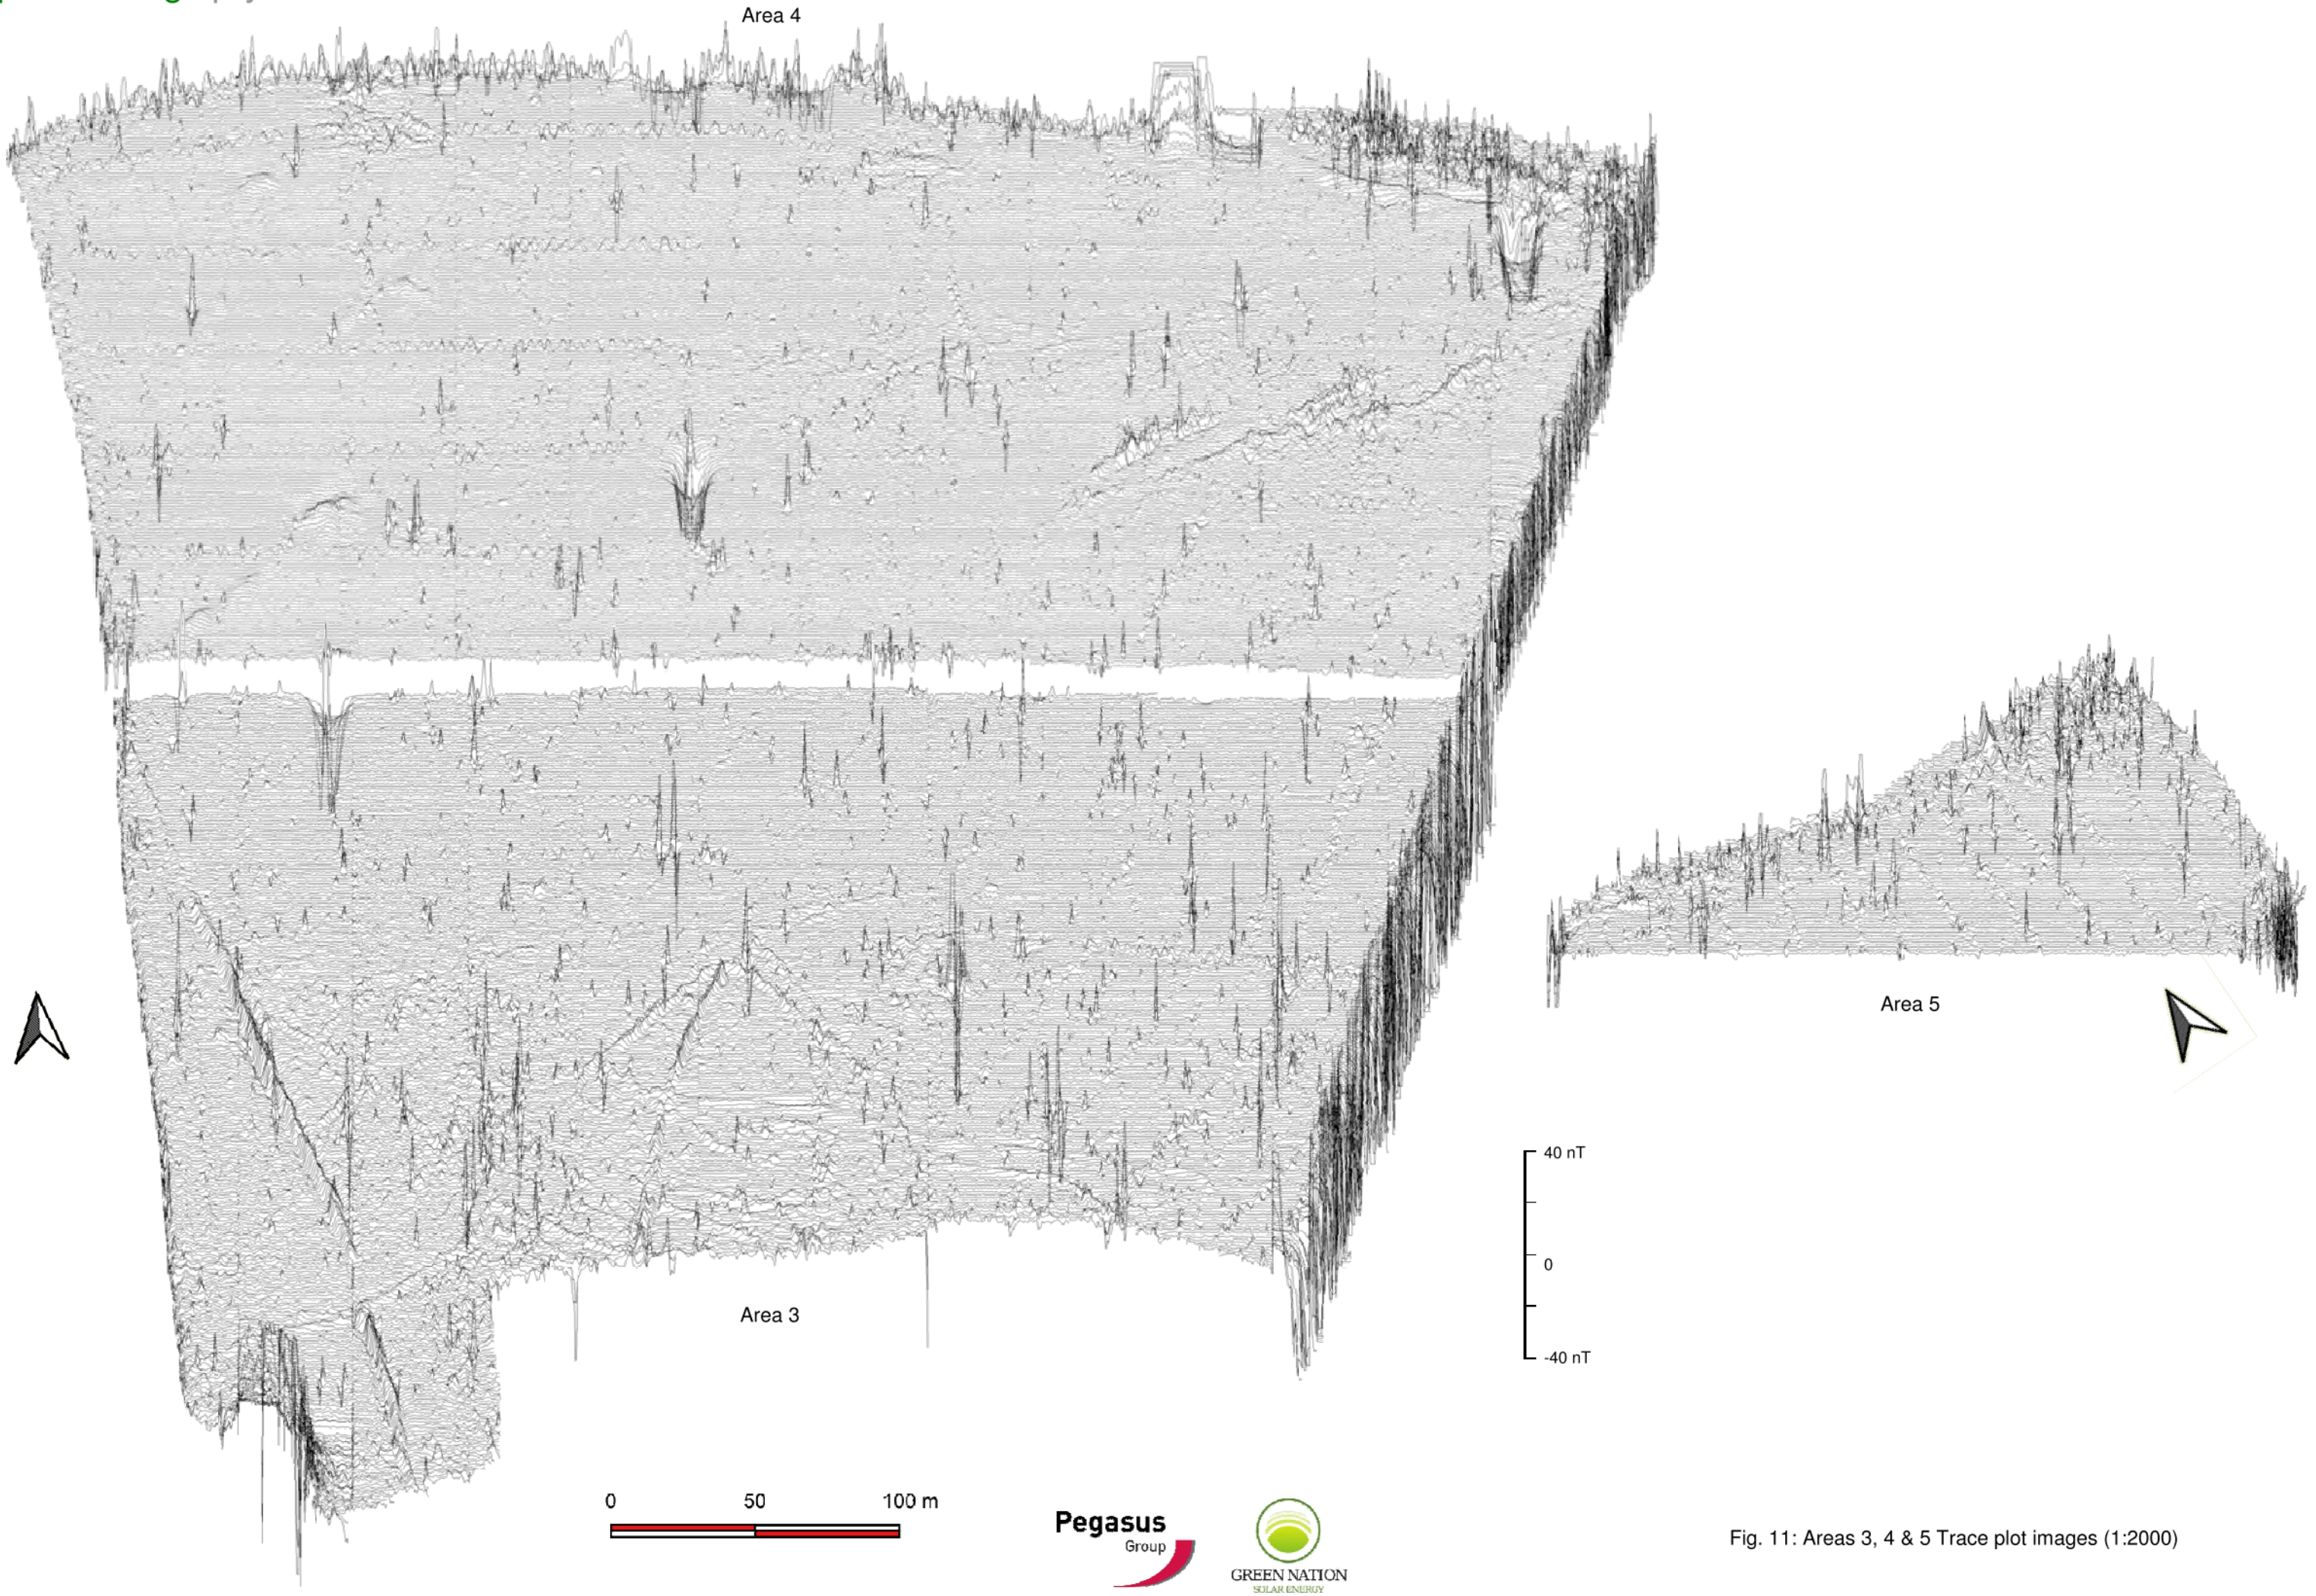 Area 4
Area 5
40 nT
0
-40 nT
Area 3
0 50 100 m
Pegasus
Group
GREEN NATION
SOLAR ENERGY
Fig. 11: Areas 3, 4 & 5 Trace plot images (1:2000)